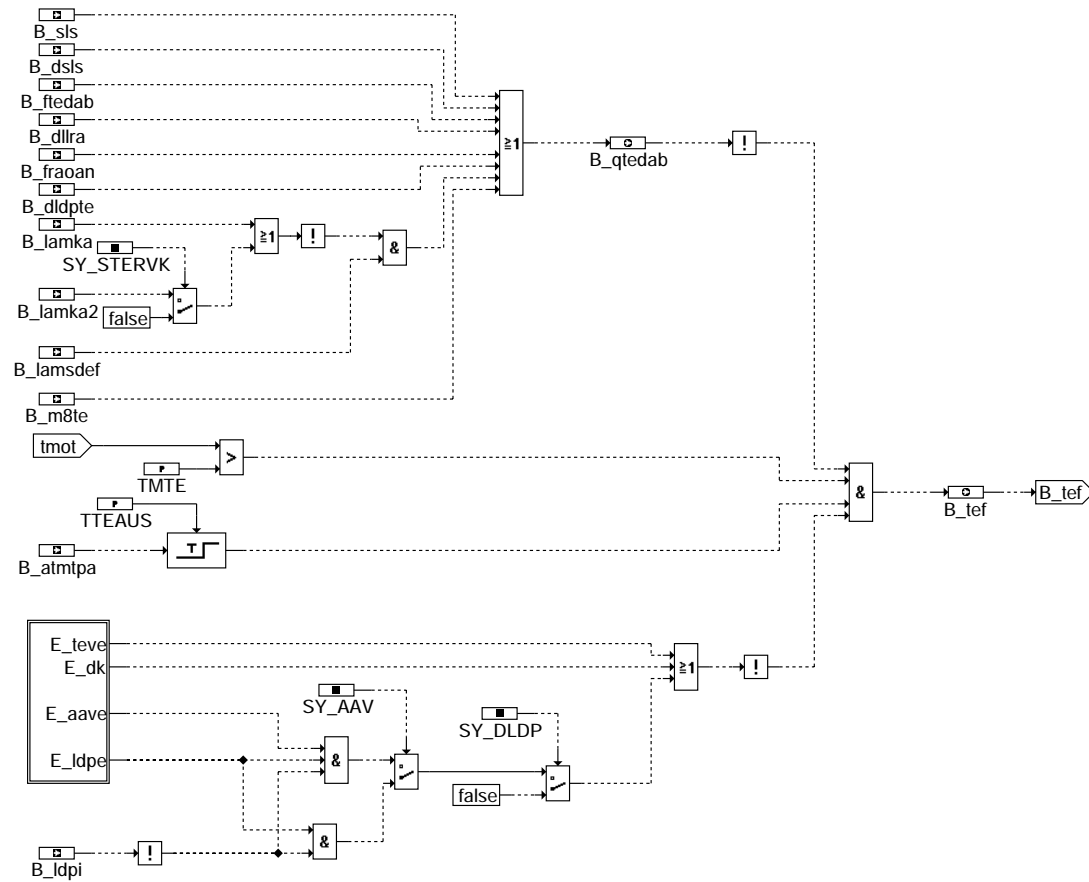 B_sls
B_dsls
B_ftedab
B_dllra
B_fraoan
B_dldpte
B_lamka
SY_STERVK
B_lamka2
false
B_lamsdef
B_m8te
≧1
!
&
≧1
B_qtedab
!
tmot
>
P
TMTE
P
TTEAUS
T
B_atmtpa
&
B_tef
B_tef
E_teve
E_dk
E_aave
E_ldpe
SY_AAV
SY_DLDP
≧1
!
&
false
&
!
B_ldpi